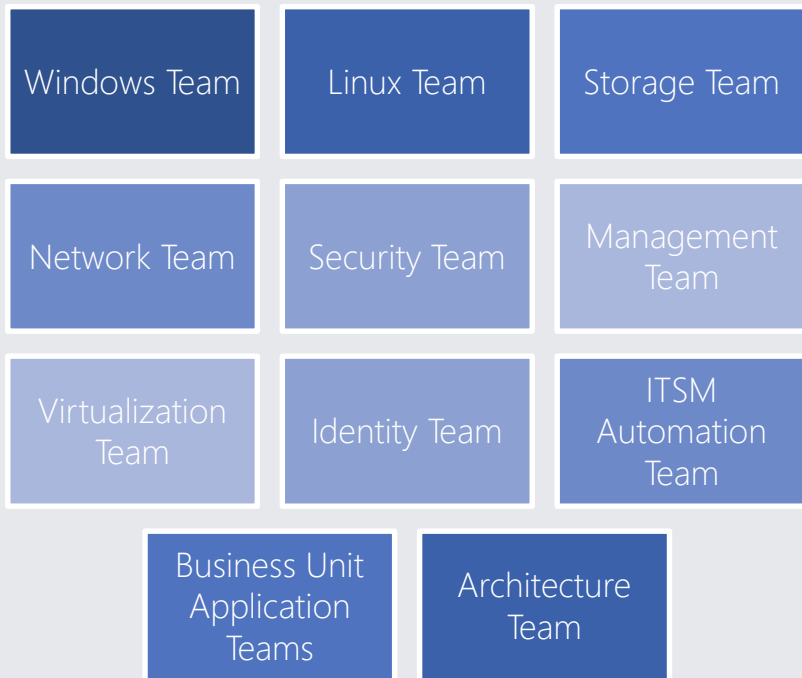 Windows Team
Linux Team
Storage Team
Network Team
Security Team
Management
Team
Virtualization
Team
Identity Team
ITSM
Automation
Team
Business Unit
Application
Teams
Architecture
Team